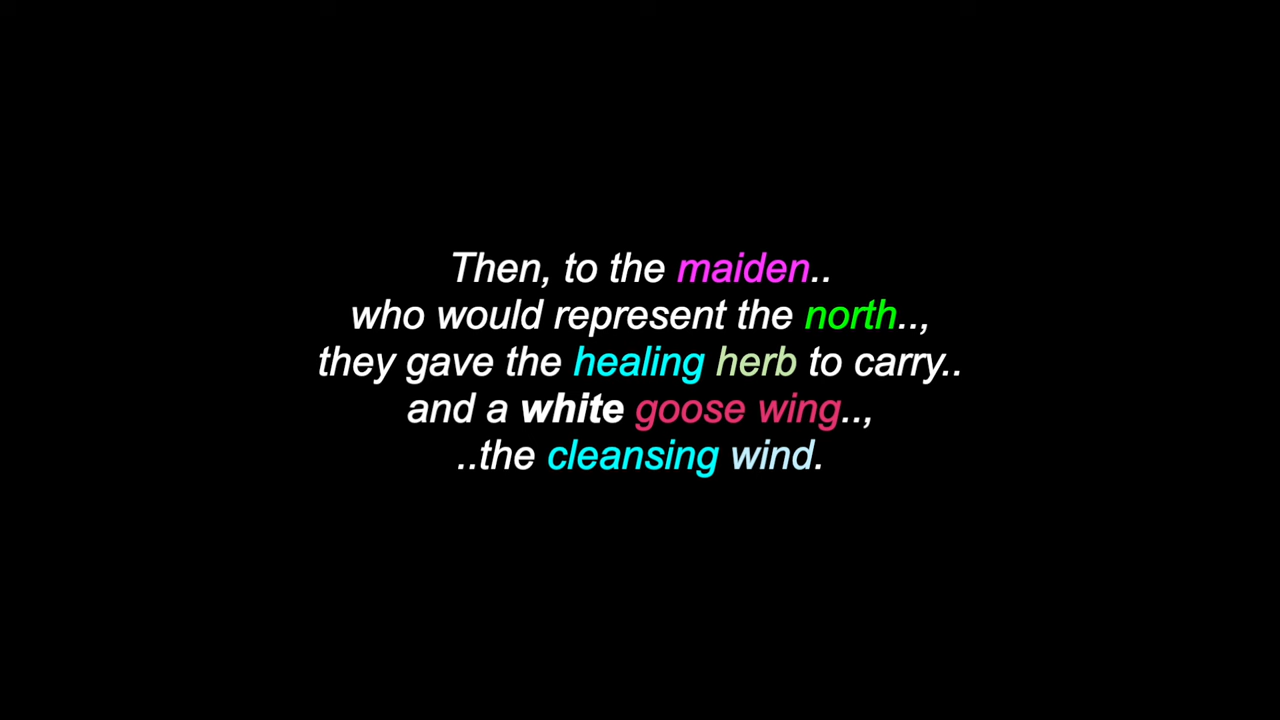 Then, to the maiden..
who would represent the north..,
they gave the healing herb to carry..
and a white goose wing..,
..the cleansing wind.